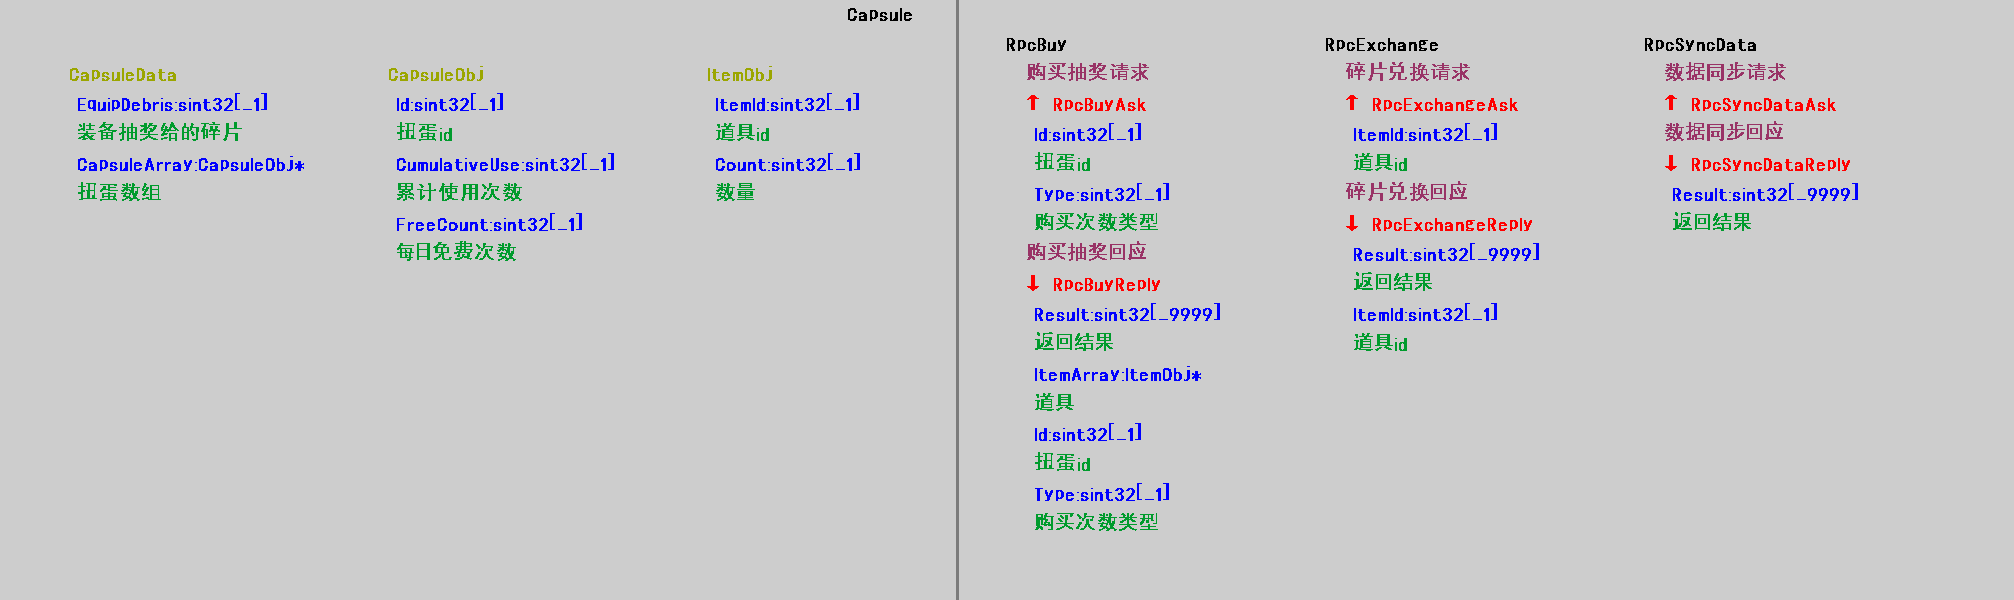 Capsule
CapsuleData
EquipDebris:sint32[_1]
装备抽奖给的碎片
CapsuleArray:CapsuleObj*
扭蛋数组
CapsuleObj
Id:sint32[_1]
扭蛋id
CumulativeUse:sint32[_1]
累计使用次数
FreeCount:sint32[_1]
每日免费次数
ItemObj
ItemId:sint32[_1]
道具id
Count:sint32[_1]
数量
RpcBuy
购买抽奖请求
↑ RpcBuyAsk
Id:sint32[_1]
扭蛋id
Type:sint32[_1]
购买次数类型
购买抽奖回应
↓ RpcBuyReply
Result:sint32[_9999]
返回结果
ItemArray:ItemObj*
道具
Id:sint32[_1]
扭蛋id
Type:sint32[_1]
购买次数类型
RpcExchange
碎片兑换请求
↑ RpcExchangeAsk
ItemId:sint32[_1]
道具id
碎片兑换回应
↓ RpcExchangeReply
Result:sint32[_9999]
返回结果
ItemId:sint32[_1]
道具id
RpcSyncData
数据同步请求
↑ RpcSyncDataAsk
数据同步回应
↓ RpcSyncDataReply
Result:sint32[_9999]
返回结果